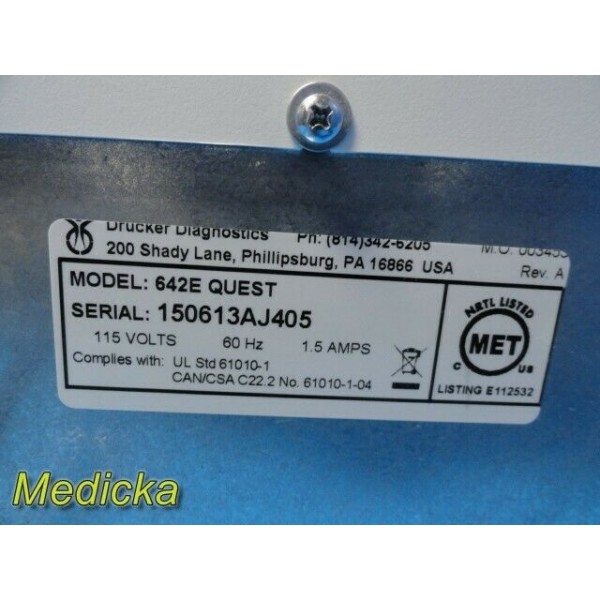 Drucker Diagnostics Ph: (814)342-6205
200 Shady Lane, Phillipsburg, PA 16866 USA
Rev. A
MODEL: 642E QUEST
SERIAL: 150613AJ405
115 VOLTS 60 Hz 1.5 AMPS
Complies with: UL Std 61010-1
CAN/CSA C22.2 No. 61010-1-04
NRTL LISTED
MET
C US
LISTING E112532
Medicka